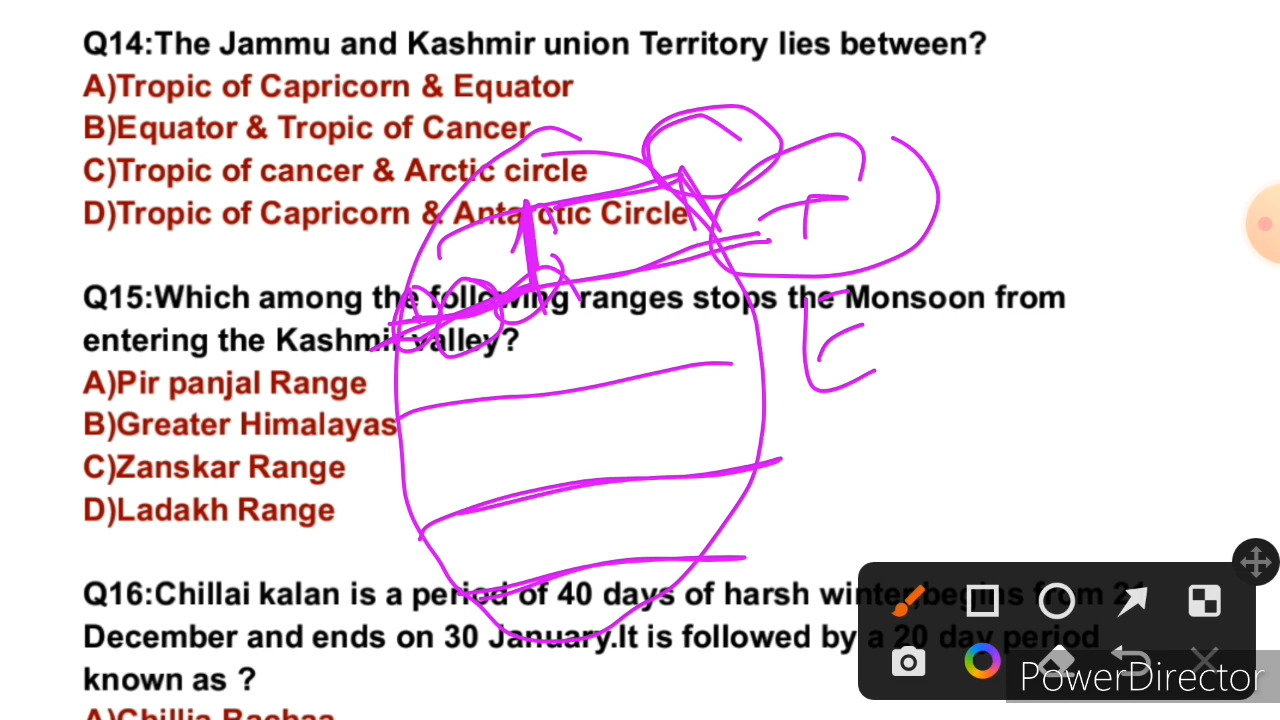 Q14:The Jammu and Kashmir union Territory lies between?
A)Tropic of Capricorn & Equator
B)Equator & Tropic of Cancer
C)Tropic of cancer & Arctic circle
D)Tropic of Capricorn & Antarctic Circle
Q15:Which among the following ranges stops the Monsoon from
entering the Kashmir valley?
A)Pir panjal Range
B)Greater Himalayas
C)Zanskar Range
D)Ladakh Range
Q16:Chillai kalan is a period of 40 days of harsh winter,begins from 21
December and ends on 30 January.It is followed by a 20 day period
known as ?
A)Chillia Bachaa
PowerDirector